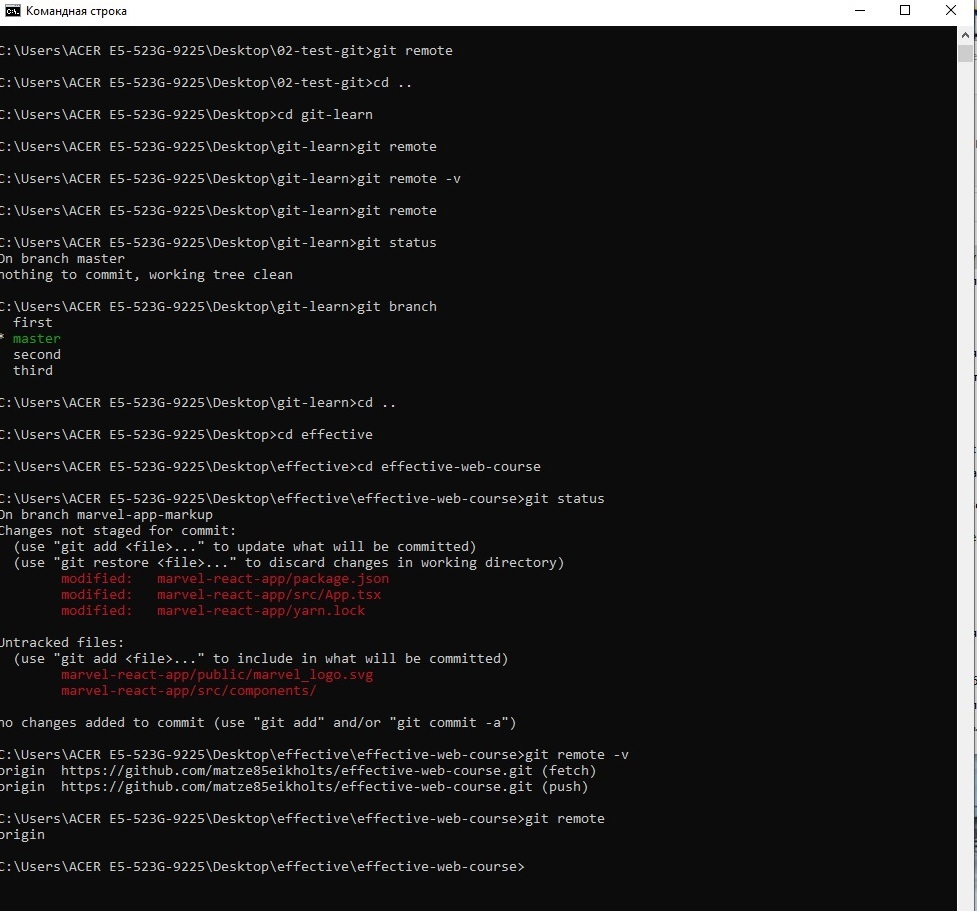 Командная строка
C:\Users\ACER E5-523G-9225\Desktop\02-test-git>git remote
C:\Users\ACER E5-523G-9225\Desktop\02-test-git>cd ..
C:\Users\ACER E5-523G-9225\Desktop>cd git-learn
C:\Users\ACER E5-523G-9225\Desktop\git-learn>git remote
C:\Users\ACER E5-523G-9225\Desktop\git-learn>git remote -v
C:\Users\ACER E5-523G-9225\Desktop\git-learn>git remote
C:\Users\ACER E5-523G-9225\Desktop\git-learn>git status
On branch master
nothing to commit, working tree clean
C:\Users\ACER E5-523G-9225\Desktop\git-learn>git branch
  first
* master
  second
  third
C:\Users\ACER E5-523G-9225\Desktop\git-learn>cd ..
C:\Users\ACER E5-523G-9225\Desktop>cd effective
C:\Users\ACER E5-523G-9225\Desktop\effective>cd effective-web-course
C:\Users\ACER E5-523G-9225\Desktop\effective\effective-web-course>git status
On branch marvel-app-markup
Changes not staged for commit:
  (use "git add <file>..." to update what will be committed)
  (use "git restore <file>..." to discard changes in working directory)
        modified:   marvel-react-app/package.json
        modified:   marvel-react-app/src/App.tsx
        modified:   marvel-react-app/yarn.lock
Untracked files:
  (use "git add <file>..." to include in what will be committed)
        marvel-react-app/public/marvel_logo.svg
        marvel-react-app/src/components/
no changes added to commit (use "git add" and/or "git commit -a")
C:\Users\ACER E5-523G-9225\Desktop\effective\effective-web-course>git remote -v
origin  https://github.com/matze85eikholts/effective-web-course.git (fetch)
origin  https://github.com/matze85eikholts/effective-web-course.git (push)
C:\Users\ACER E5-523G-9225\Desktop\effective\effective-web-course>git remote
origin
C:\Users\ACER E5-523G-9225\Desktop\effective\effective-web-course>